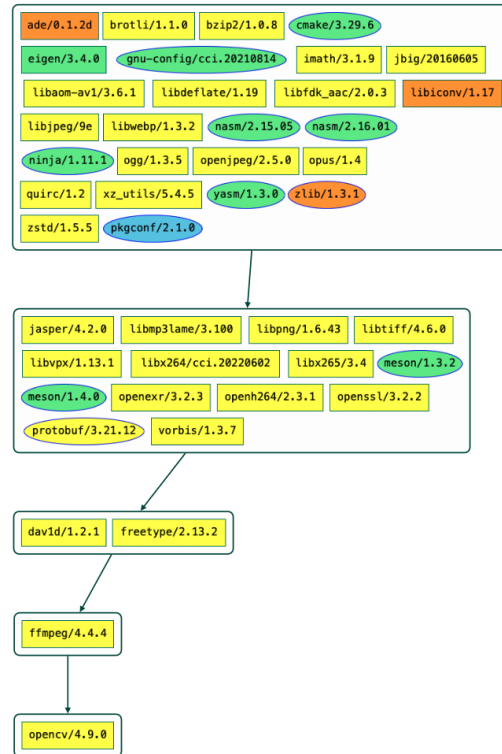 ade/0.1.2d brotli/1.1.0 bzip2/1.0.8 cmake/3.29.6
eigen/3.4.0 gnu-config/cci.20210814 imath/3.1.9 jbig/20160605
libaom-av1/3.6.1 libdeflate/1.19 libfdk_aac/2.0.3 libiconv/1.17
libjpeg/9e libwebp/1.3.2 nasm/2.15.05 nasm/2.16.01
ninja/1.11.1 ogg/1.3.5 openjpeg/2.5.0 opus/1.4
quirc/1.2 xz_utils/5.4.5 yasm/1.3.0 zlib/1.3.1
zstd/1.5.5 pkgconf/2.1.0
jasper/4.2.0 libmp3lame/3.100 libpng/1.6.43 libtiff/4.6.0
libvpx/1.13.1 libx264/cci.20220602 libx265/3.4 meson/1.3.2
meson/1.4.0 openexr/3.2.3 openh264/2.3.1 openssl/3.2.2
protobuf/3.21.12 vorbis/1.3.7
dav1d/1.2.1 freetype/2.13.2
ffmpeg/4.4.4
opencv/4.9.0